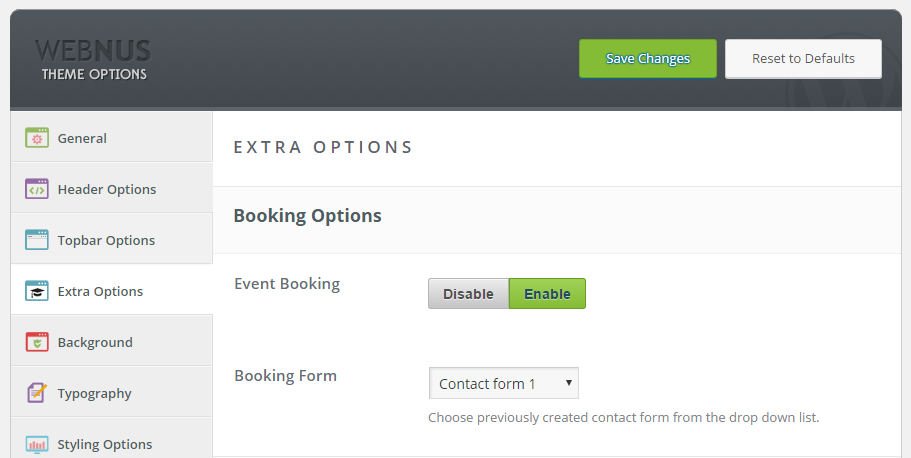 WEBNUS
THEME OPTIONS
Save Changes
Reset to Defaults
General
Header Options
Topbar Options
Extra Options
Background
Typography
Styling Options
EXTRA OPTIONS
Booking Options
Event Booking
Disable
Enable
Booking Form
Contact form 1
Choose previously created contact form from the drop down list.